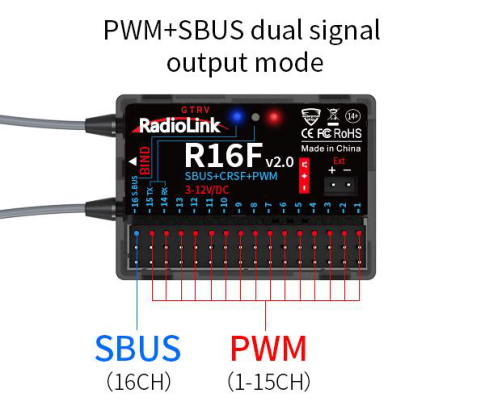 PWM+SBUS dual signal
output mode
GTRV
RadioLink
14+
CE FC RoHS
Made in China
BIND
R16F v2.0
Ext
SBUS+CRSF+PWM
+ −
3-12V/DC
16 S.BUS
15 TX
14 RX
13
12
11
10
9
8
7
6
5
4
3
2
1
SBUS
PWM
(16CH)
(1-15CH)